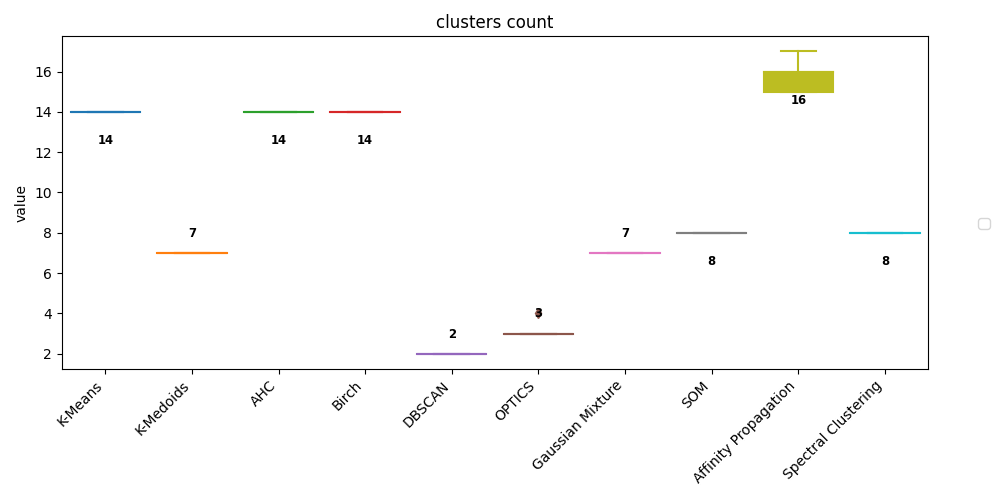 clusters count
value
16
14
12
10
8
6
4
2
14
7
14
14
2
3
7
8
16
8
K-Means
K-Medoids
AHC
Birch
DBSCAN
OPTICS
Gaussian Mixture
SOM
Affinity Propagation
Spectral Clustering